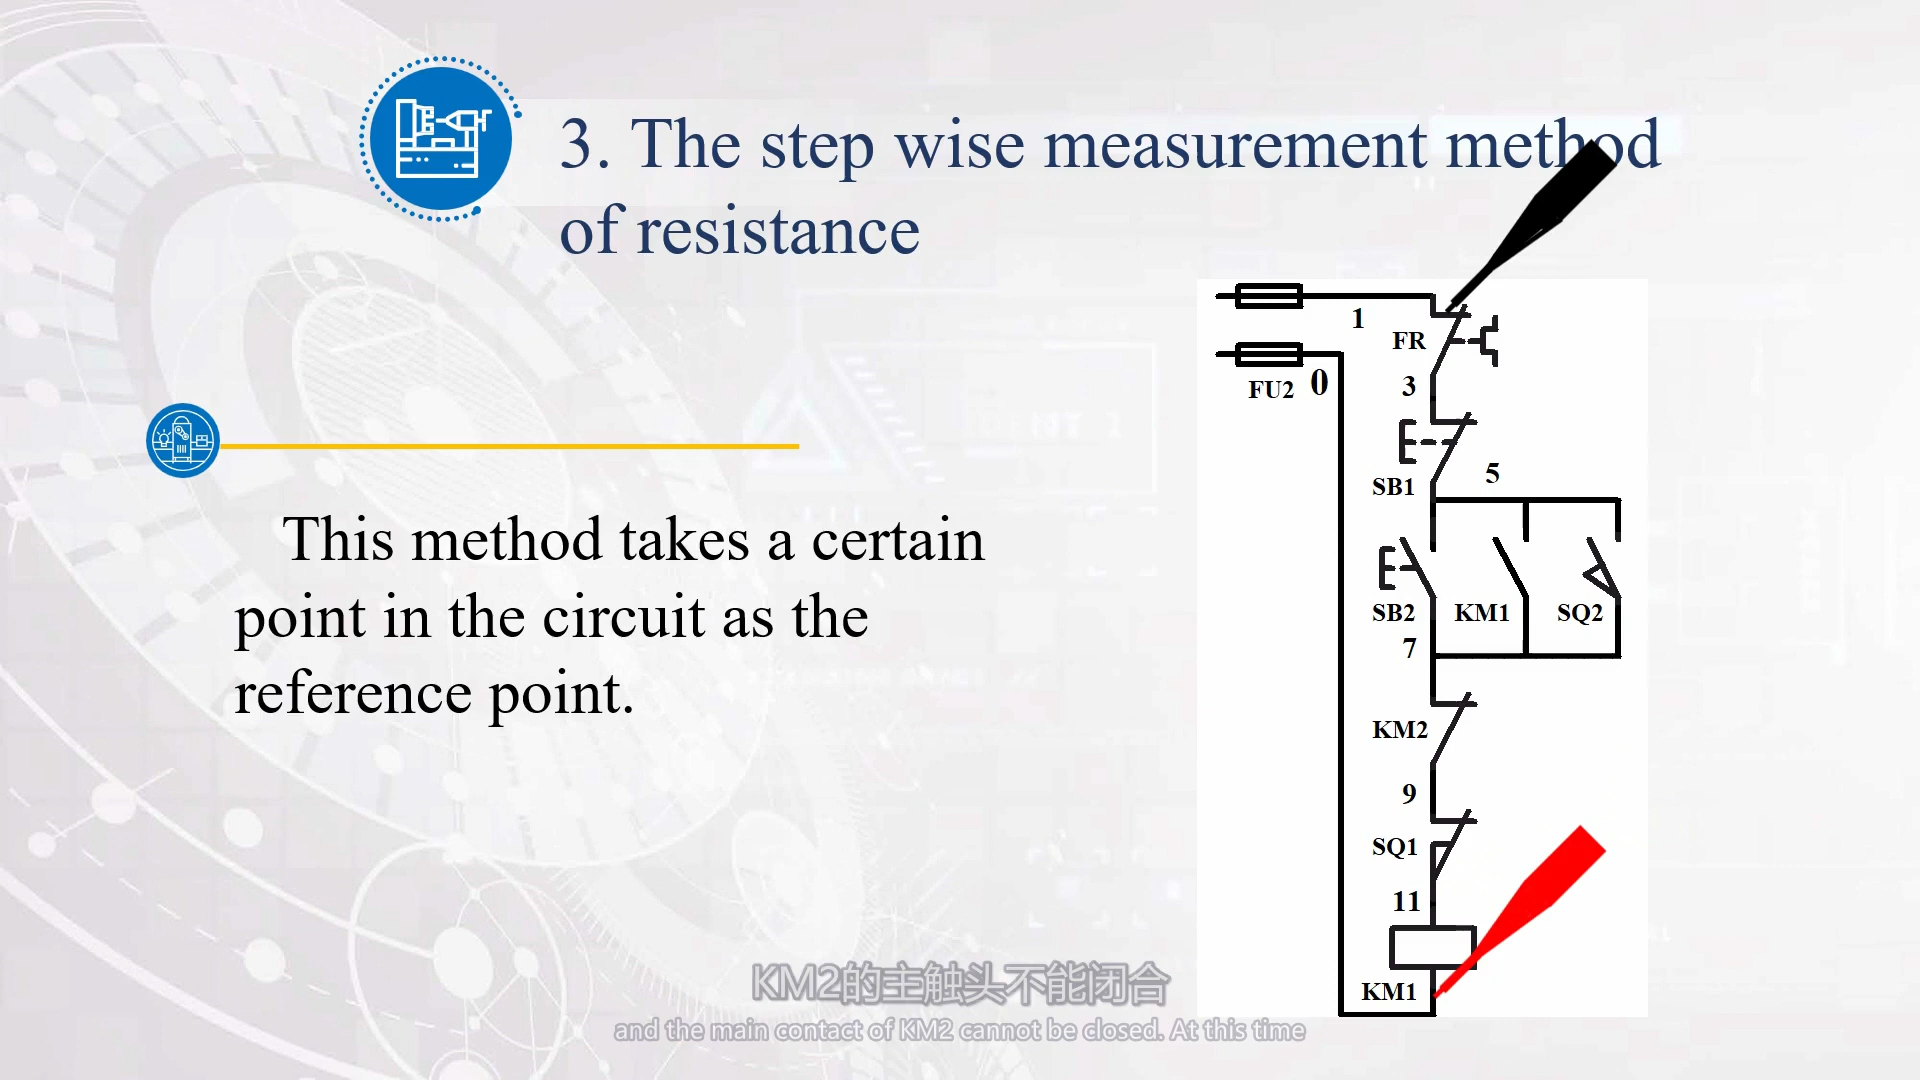 3. The step wise measurement method
of resistance
1
FR
FU2 0
3
5
SB1
SB2 KM1 SQ2
7
KM2
9
SQ1
11
KM1
This method takes a certain
point in the circuit as the
reference point.
KM2的主触头不能闭合
and the main contact of KM2 cannot be closed. At this time